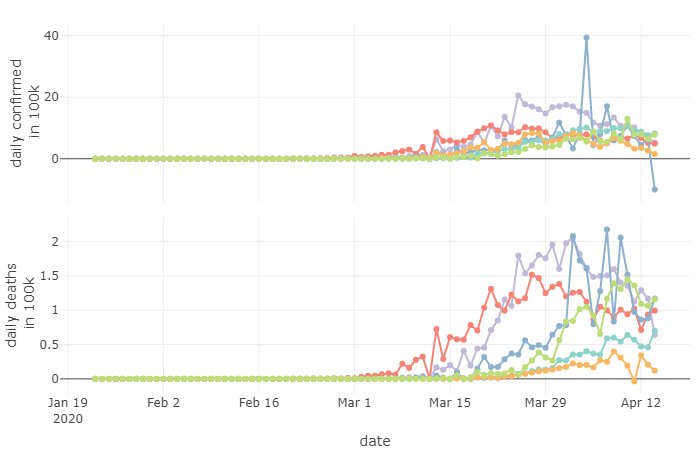 40
20
0
daily confirmed
in 100k
2
1.5
1
0.5
0
daily deaths
in 100k
Jan 19
2020
Feb 2
Feb 16
Mar 1
Mar 15
Mar 29
Apr 12
date